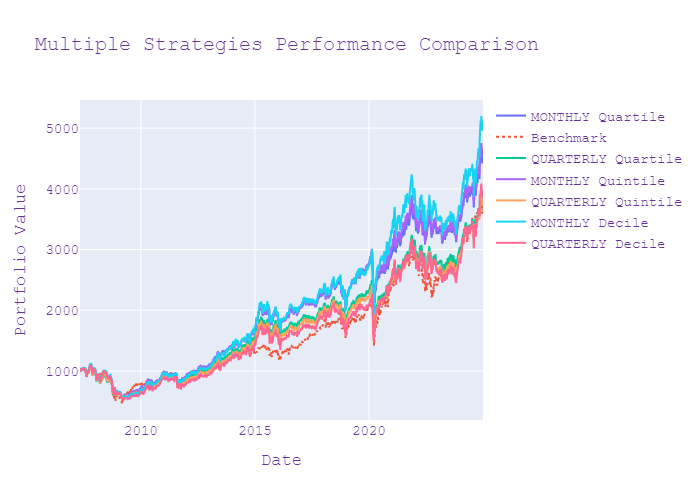 Multiple Strategies Performance Comparison
MONTHLY Quartile
Benchmark
QUARTERLY Quartile
MONTHLY Quintile
QUARTERLY Quintile
MONTHLY Decile
QUARTERLY Decile
Portfolio Value
5000
4000
3000
2000
1000
2010
2015
2020
Date